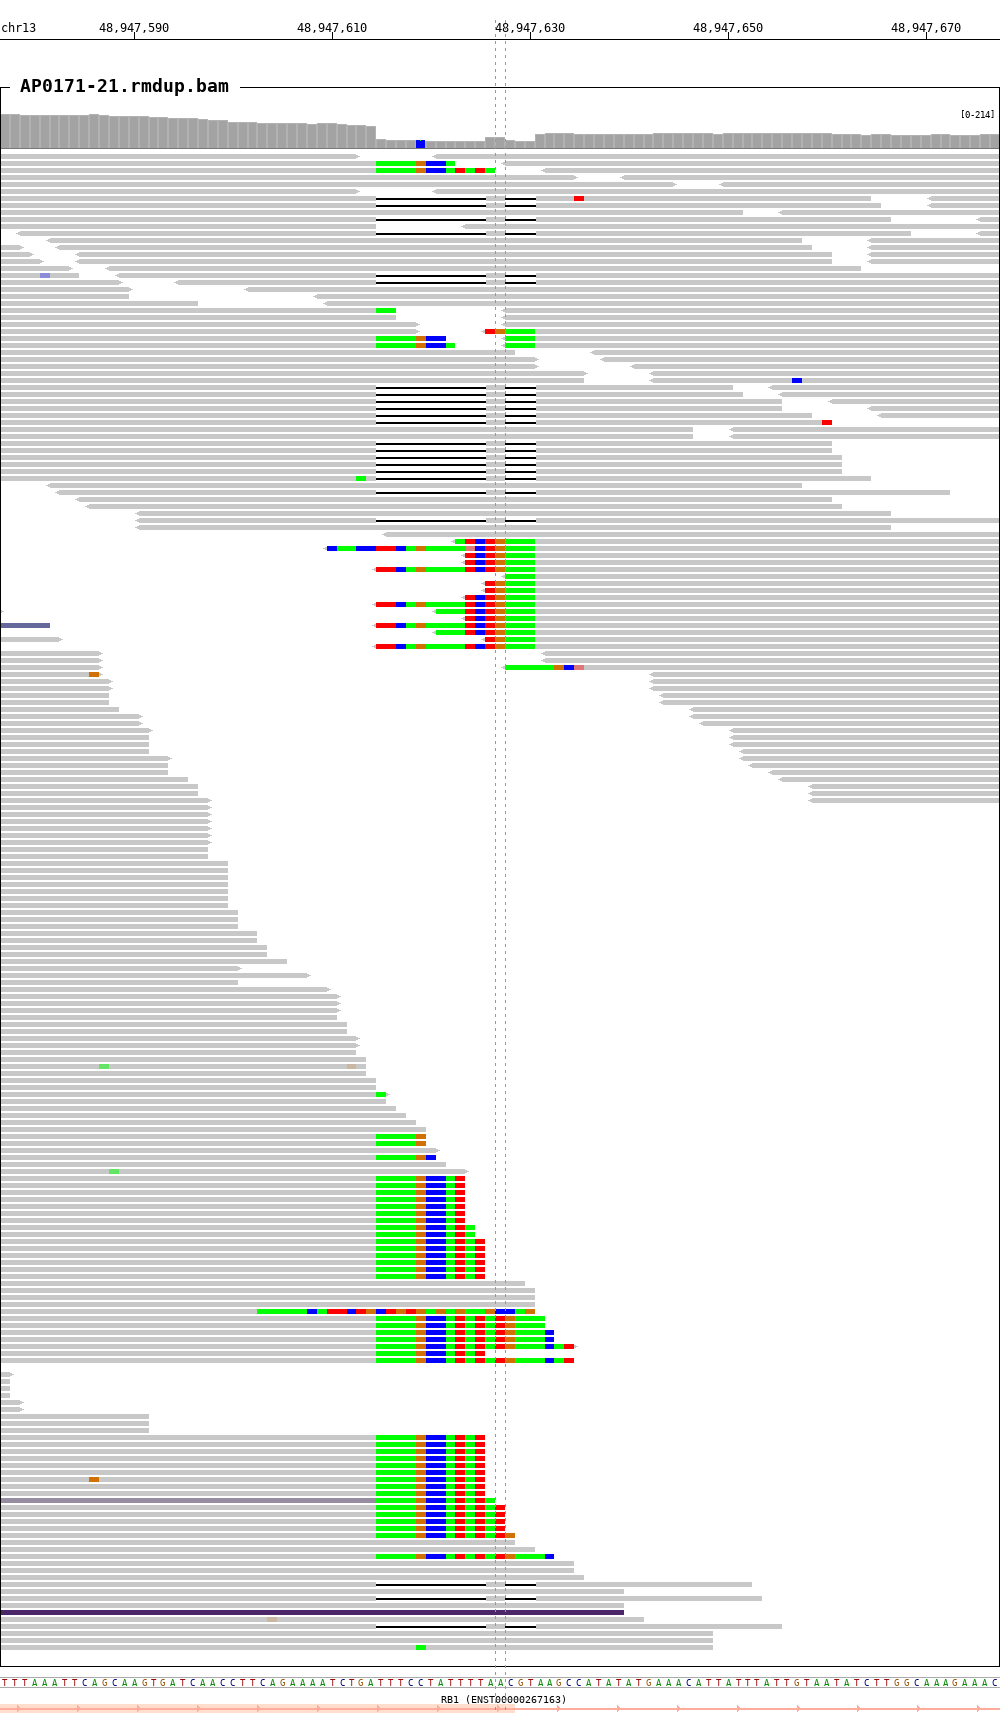 chr13 48,947,590 48,947,610 48,947,630 48,947,650 48,947,670
AP0171-21.rmdup.bam
[0-214]
T T T A A A T T C A G C A A G T G A T C A A C C T T C A G A A A A T C T G A T T T C C T A T T T T A A C G T A A G C C A T A T A T G A A A C A T T A T T T A T T G T A A T A T C T T G G C A A A G A A A C
RB1 (ENST00000267163)